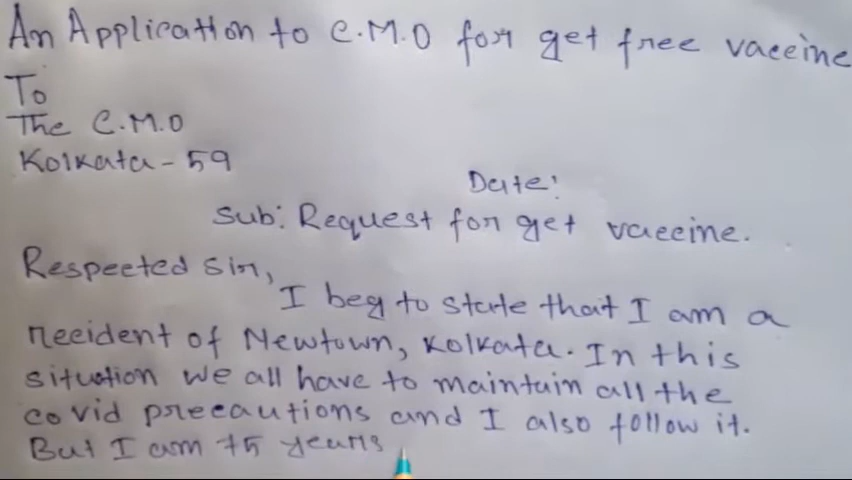 An Application to C.M.O for get free vaccine
To
The C.M.O
Kolkata - 59
Date:
Sub: Request for get vaccine.
Respected Sir,
I beg to state that I am a
recident of Newtown, Kolkata. In this
situation we all have to maintain all the
covid precautions and I also follow it.
But I am 75 years